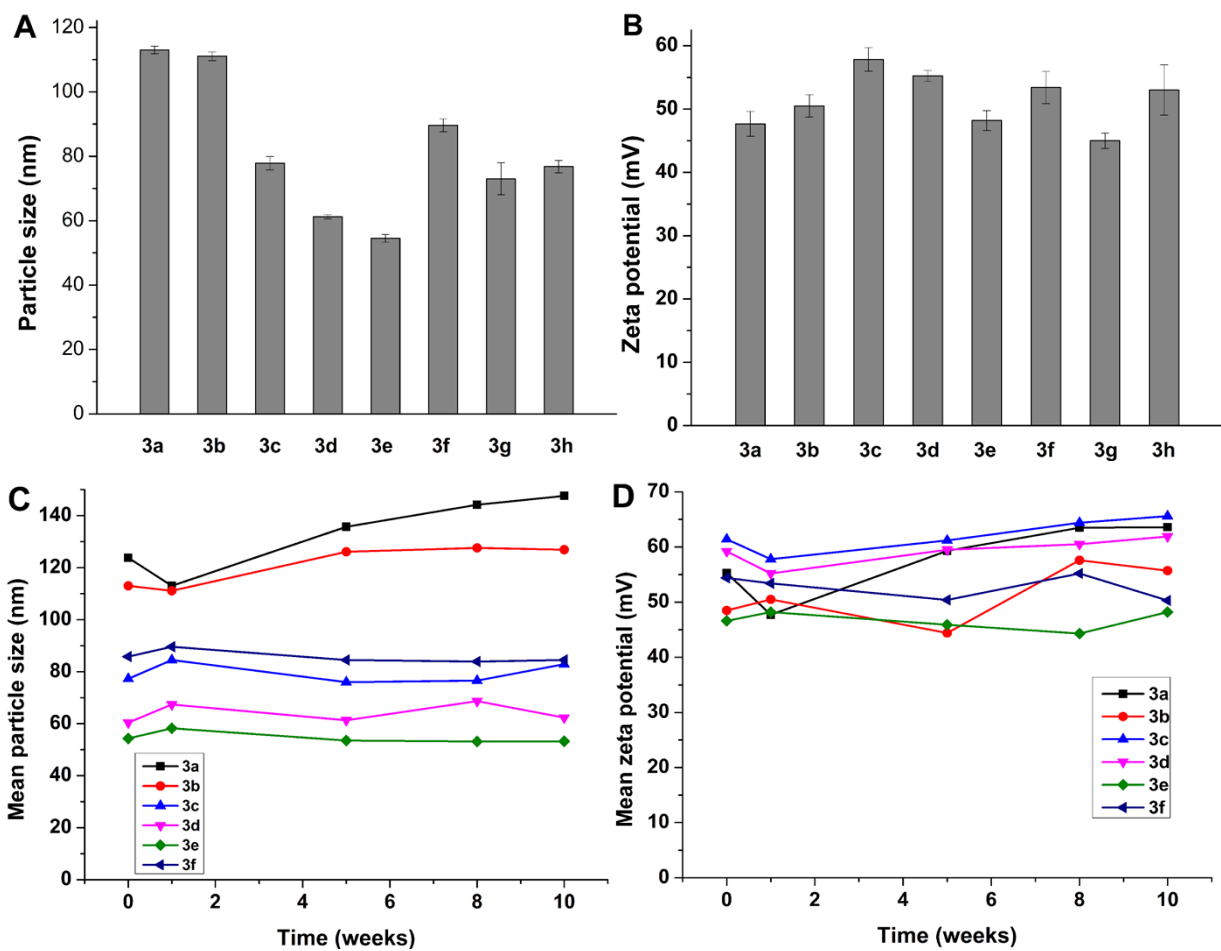 A
Particle size (nm)
120
100
80
60
40
20
0
3a 3b 3c 3d 3e 3f 3g 3h
B
Zeta potential (mV)
60
50
40
30
20
10
0
3a 3b 3c 3d 3e 3f 3g 3h
C
Mean particle size (nm)
140
120
100
80
60
40
20
0
3a
3b
3c
3d
3e
3f
0 2 4 6 8 10
Time (weeks)
D
Mean zeta potential (mV)
70
60
50
40
30
20
10
0
3a
3b
3c
3d
3e
3f
0 2 4 6 8 10
Time (weeks)